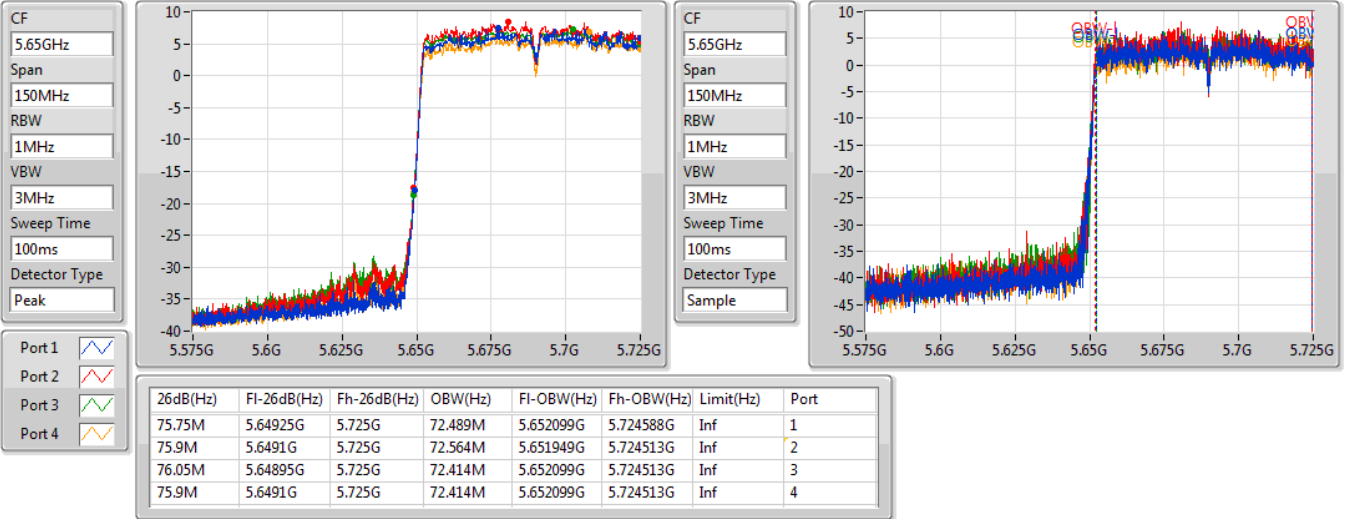 CF
5.65GHz
Span
150MHz
RBW
1MHz
VBW
3MHz
Sweep Time
100ms
Detector Type
Peak
10
5
0
-5
-10
-15
-20
-25
-30
-35
-40
5.575G 5.6G 5.625G 5.65G 5.675G 5.7G 5.725G
CF
5.65GHz
Span
150MHz
RBW
1MHz
VBW
3MHz
Sweep Time
100ms
Detector Type
Sample
10
5
0
-5
-10
-15
-20
-25
-30
-35
-40
-45
-50
5.575G 5.6G 5.625G 5.65G 5.675G 5.7G 5.725G
Port 1
Port 2
Port 3
Port 4
26dB(Hz) Fl-26dB(Hz) Fh-26dB(Hz) OBW(Hz) Fl-OBW(Hz) Fh-OBW(Hz) Limit(Hz) Port
75.75M 5.64925G 5.725G 72.489M 5.652099G 5.724588G Inf 1
75.9M 5.6491G 5.725G 72.564M 5.651949G 5.724513G Inf 2
76.05M 5.64895G 5.725G 72.414M 5.652099G 5.724513G Inf 3
75.9M 5.6491G 5.725G 72.414M 5.652099G 5.724513G Inf 4